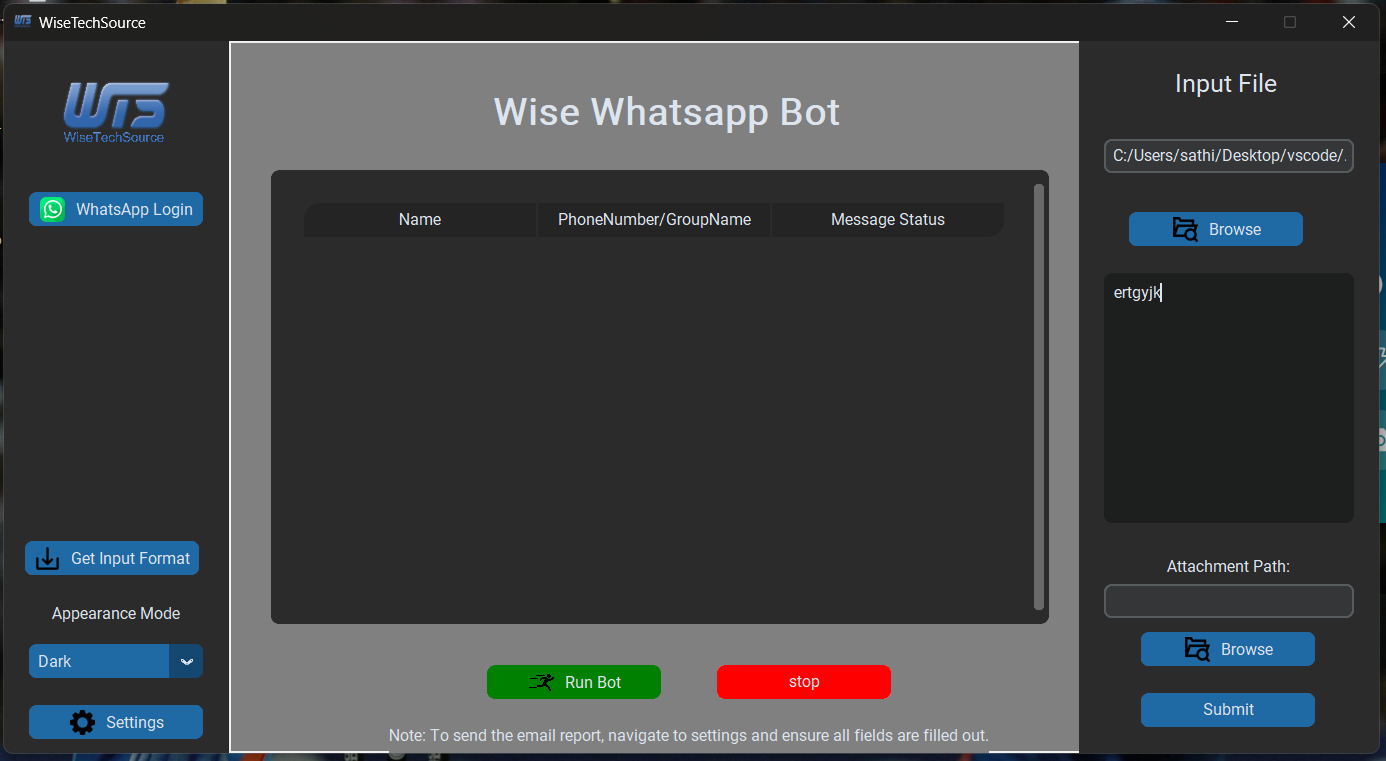 WTS WiseTechSource
WTS
WiseTechSource
WhatsApp Login
Get Input Format
Appearance Mode
Dark
Settings
Wise Whatsapp Bot
Name PhoneNumber/GroupName Message Status
Run Bot stop
Note: To send the email report, navigate to settings and ensure all fields are filled out.
Input File
C:/Users/sathi/Desktop/vscode/.
Browse
ertgyjk
Attachment Path:
Browse
Submit